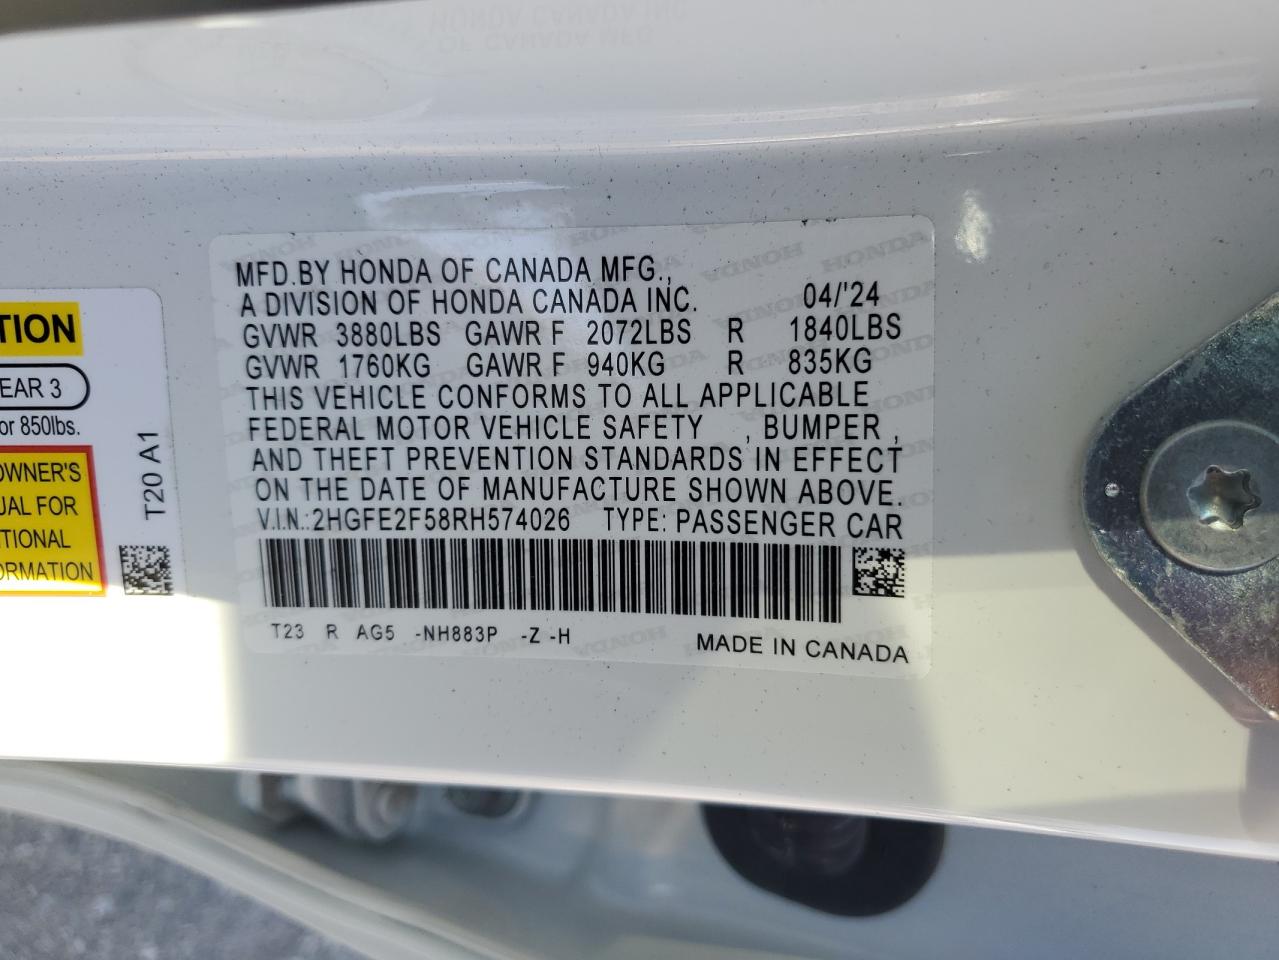 TION
EAR 3
or 850lbs.
OWNER'S
UAL FOR
ITIONAL
ORMATION
T20 A1
MFD.BY HONDA OF CANADA MFG.,
A DIVISION OF HONDA CANADA INC. 04/'24
GVWR 3880LBS GAWR F 2072LBS R 1840LBS
GVWR 1760KG GAWR F 940KG R 835KG
THIS VEHICLE CONFORMS TO ALL APPLICABLE
FEDERAL MOTOR VEHICLE SAFETY , BUMPER ,
AND THEFT PREVENTION STANDARDS IN EFFECT
ON THE DATE OF MANUFACTURE SHOWN ABOVE.
V.I.N.:2HGFE2F58RH574026 TYPE: PASSENGER CAR
T23 R AG5 -NH883P -Z -H
MADE IN CANADA